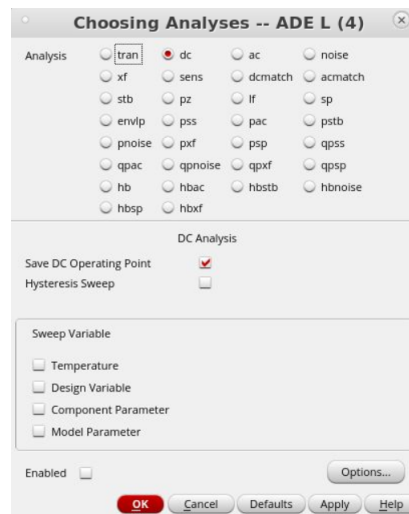 Choosing Analyses -- ADE L (4)
Analysis tran dc ac noise
xf sens dcmatch acmatch
stb pz lf sp
envlp pss pac pstb
pnoise pxf psp qpss
qpac qpnoise qpxf qpsp
hb hbac hbstb hbnoise
hbsp hbxf
DC Analysis
Save DC Operating Point
Hysteresis Sweep
Sweep Variable
Temperature
Design Variable
Component Parameter
Model Parameter
Enabled Options...
OK Cancel Defaults Apply Help